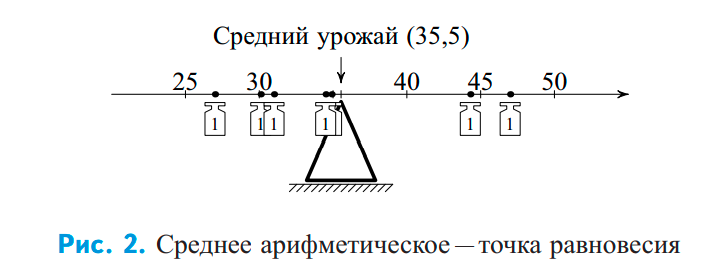 Средний урожай (35,5)
25 30 40 45 50
1 1 1 1 1 1
Рис. 2. Среднее арифметическое — точка равновесия